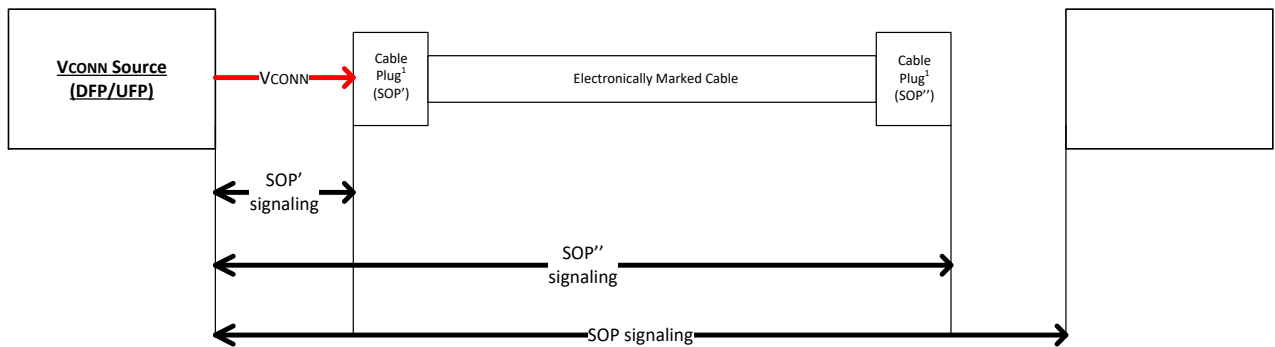 VCONN Source
(DFP/UFP)
VCONN
Cable
Plug¹
(SOP')
Electronically Marked Cable
Cable
Plug¹
(SOP'')
SOP'
signaling
SOP''
signaling
SOP signaling